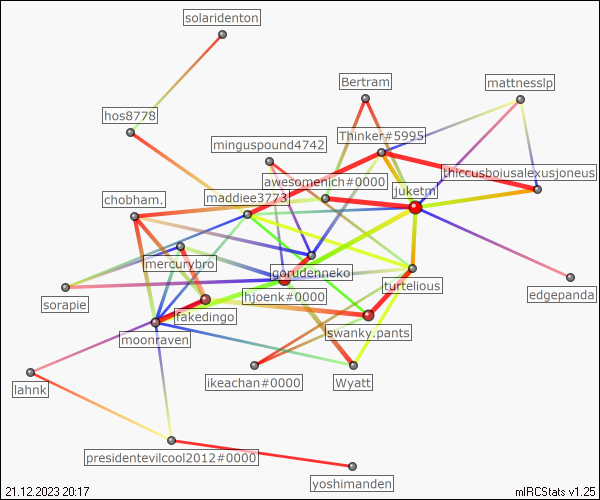 solaridenton
Bertram
mattnesslp
hos8778
Thinker#5995
minguspound4742
thiccusboiusalexusjoneus
awesomenich#0000
juketm
chobham.
maddiee3773
mercurybro
gorudenneko
turtelious
hjoenk#0000
edgepanda
sorapie
fakedingo
swanky.pants
moonraven
ikeachan#0000
Wyatt
lahnk
presidentevilcool2012#0000
yoshimanden
21.12.2023 20:17
mIRCStats v1.25